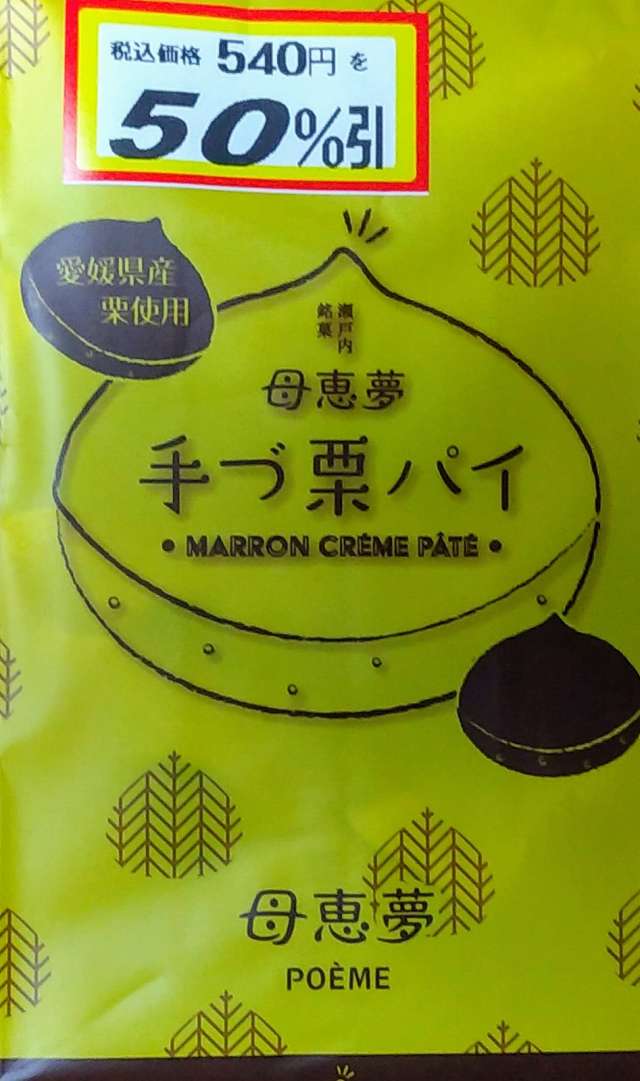 税込価格 540円 を
50%引
愛媛県産
栗使用
瀬戸内
銘菓
母恵夢
手づ栗パイ
• MARRON CRÉME PÂTÉ •
母恵夢
POÈME